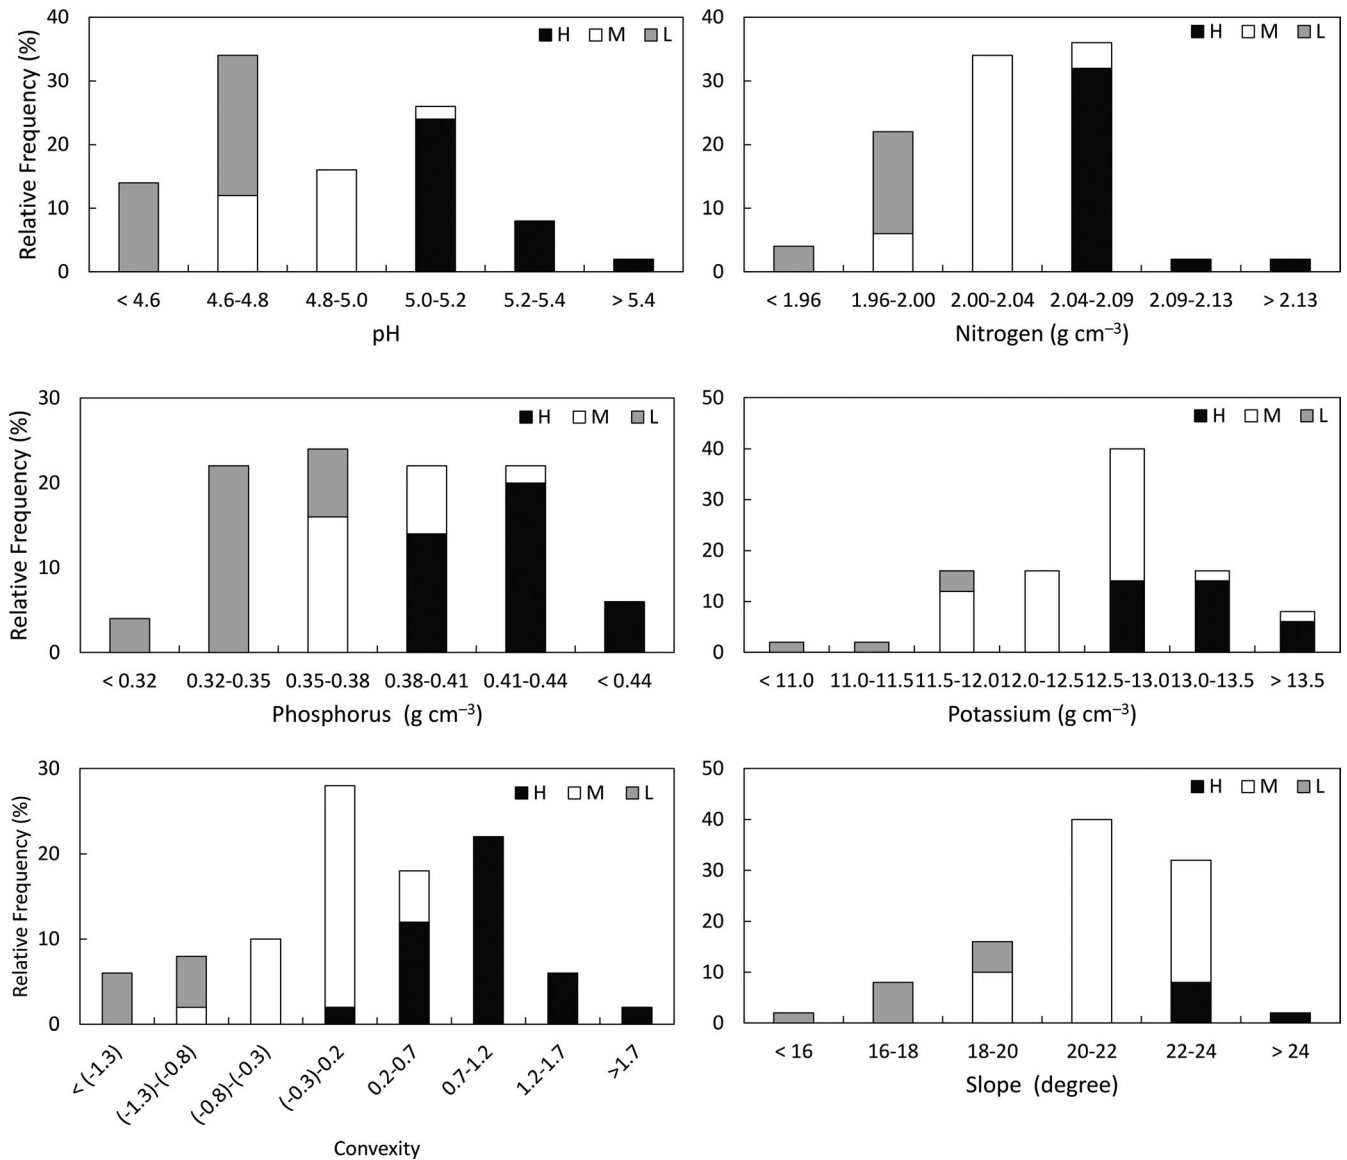 Relative Frequency (%)
40
30
20
10
0
H M L
< 4.6 4.6-4.8 4.8-5.0 5.0-5.2 5.2-5.4 > 5.4
pH
40
30
20
10
0
H M L
< 1.96 1.96-2.00 2.00-2.04 2.04-2.09 2.09-2.13 > 2.13
Nitrogen (g cm⁻³)
Relative Frequency (%)
30
20
10
0
H M L
< 0.32 0.32-0.35 0.35-0.38 0.38-0.41 0.41-0.44 < 0.44
Phosphorus (g cm⁻³)
50
40
30
20
10
0
H M L
< 11.0 11.0-11.5 11.5-12.0 12.0-12.5 12.5-13.0 13.0-13.5 > 13.5
Potassium (g cm⁻³)
Relative Frequency (%)
30
20
10
0
H M L
< (-1.3) (-1.3)-(-0.8) (-0.8)-(-0.3) (-0.3)-0.2 0.2-0.7 0.7-1.2 1.2-1.7 >1.7
Convexity
50
40
30
20
10
0
H M L
< 16 16-18 18-20 20-22 22-24 > 24
Slope (degree)